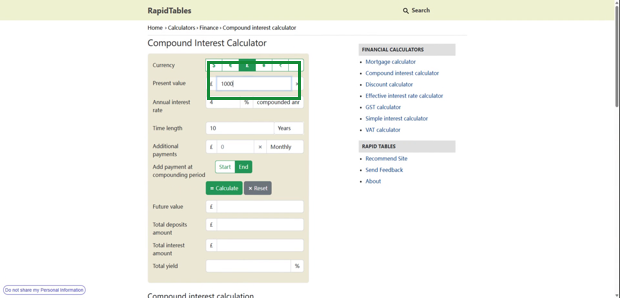 RapidTables
Search
Home › Calculators › Finance › Compound interest calculator
Compound Interest Calculator
Currency
Present value
£ 1000
Annual interest rate
4 % compounded anr
Time length
10 Years
Additional payments
£ 0 × Monthly
Add payment at compounding period
Start End
= Calculate × Reset
Future value
£
Total deposits amount
£
Total interest amount
£
Total yield
%
FINANCIAL CALCULATORS
Mortgage calculator
Compound interest calculator
Discount calculator
Effective interest rate calculator
GST calculator
Simple interest calculator
VAT calculator
RAPID TABLES
Recommend Site
Send Feedback
About
Do not share my Personal Information
Compound interest calculation